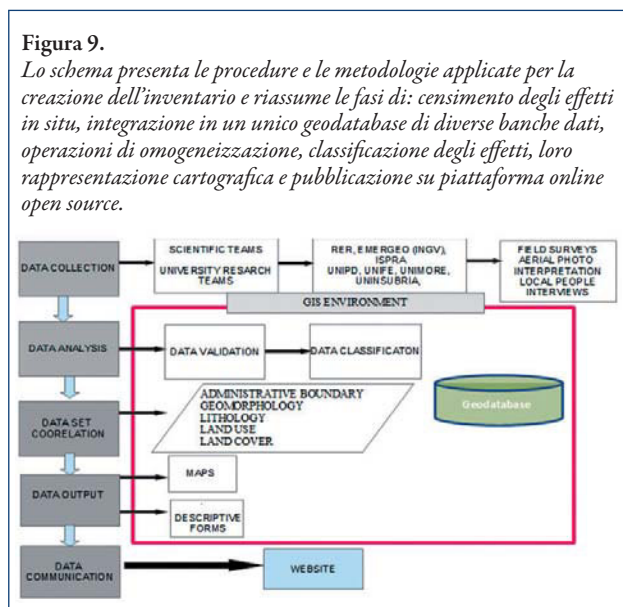 Figura 9.
Lo schema presenta le procedure e le metodologie applicate per la
creazione dell'inventario e riassume le fasi di: censimento degli effetti
in situ, integrazione in un unico geodatabase di diverse banche dati,
operazioni di omogeneizzazione, classificazione degli effetti, loro
rappresentazione cartografica e pubblicazione su piattaforma online
open source.
DATA COLLECTION
SCIENTIFIC TEAMS
UNIVERSITY RESARCH
TEAMS
RER, EMERGEO (INGV),
ISPRA
UNIPD, UNIFE, UNIMORE,
UNINSUBRIA,
FIELD SURVEYS
AERIAL PHOTO
INTERPRETATION
LOCAL PEOPLE
INTERVIEWS
GIS ENVIRONMENT
DATA ANALYSIS
DATA VALIDATION
DATA CLASSIFICATON
DATA SET
COORELATION
ADMINISTRATIVE BOUNDARY
GEOMORPHOLOGY
LITHOLOGY
LAND USE
LAND COVER
Geodatabase
DATA OUTPUT
MAPS
DESCRIPTIVE
FORMS
DATA
COMMUNICATION
WEBSITE